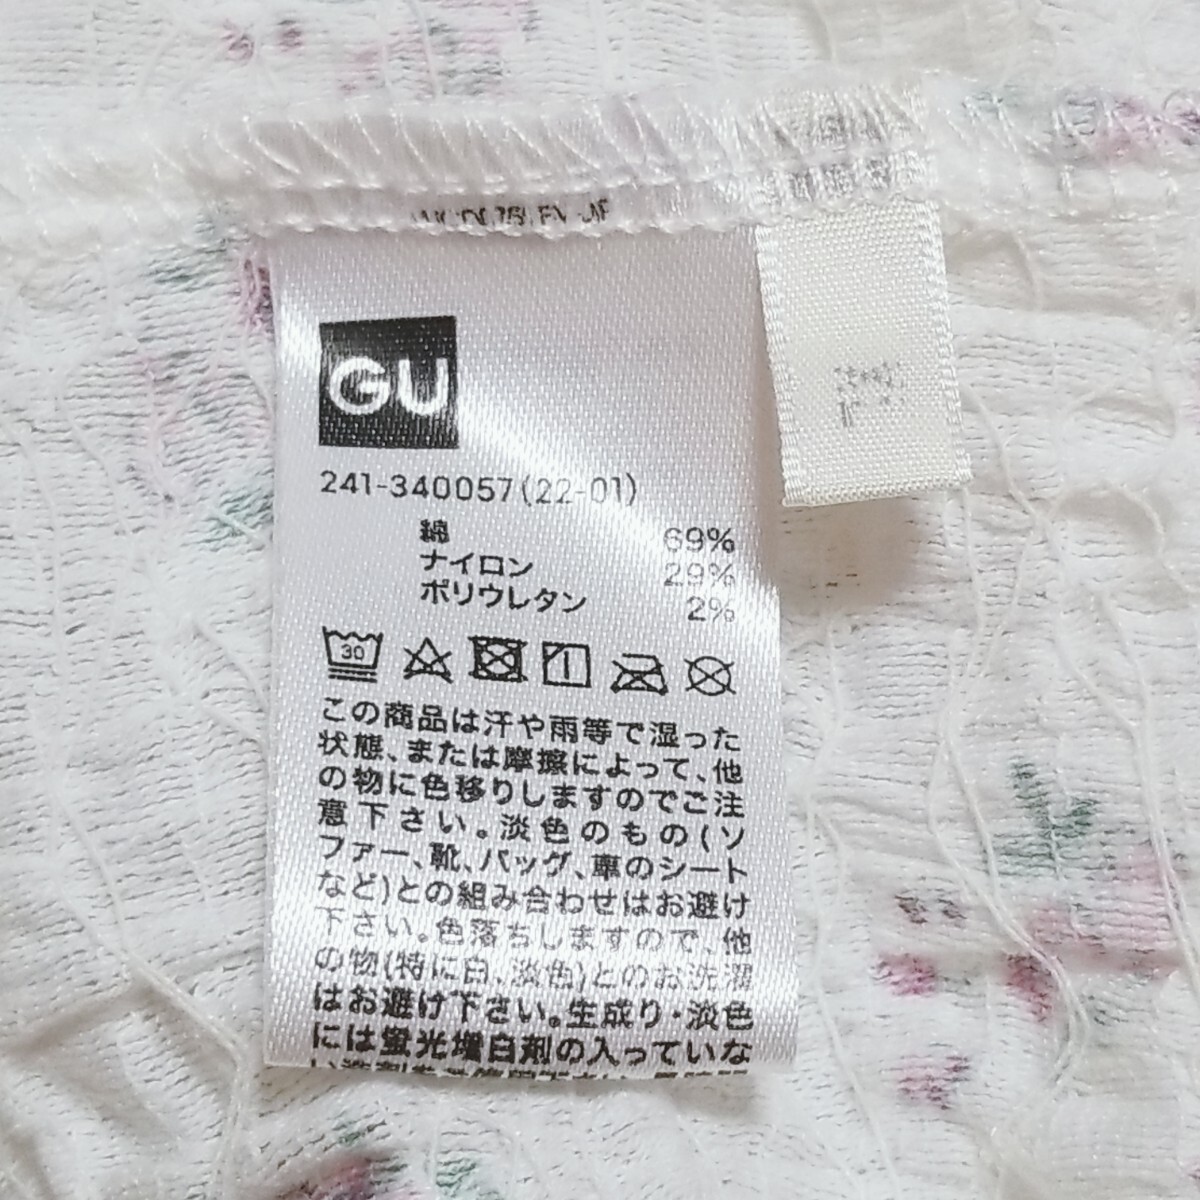 GU
241-340057(22-01)
綿 69%
ナイロン 29%
ポリウレタン 2%
30
この商品は汗や雨等で湿った
状態、または摩擦によって、他
の物に色移りしますのでご注
意下さい。淡色のもの(ソ
ファー、靴、バッグ、車のシート
など)との組み合わせはお避け
下さい。色落ちしますので、他
の物(特に白、淡色)とのお洗濯
はお避け下さい。生成り・淡色
には蛍光増白剤の入っていな